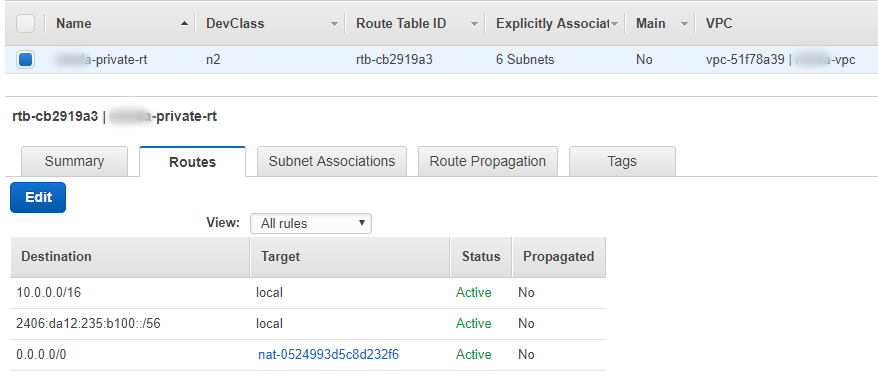 Name DevClass Route Table ID Explicitly Associat Main VPC
-private-rt n2 rtb-cb2919a3 6 Subnets No vpc-51f78a39 | -vpc
rtb-cb2919a3 | -private-rt
Summary Routes Subnet Associations Route Propagation Tags
Edit
View: All rules
Destination Target Status Propagated
10.0.0.0/16 local Active No
2406:da12:235:b100::/56 local Active No
0.0.0.0/0 nat-0524993d5c8d232f6 Active No